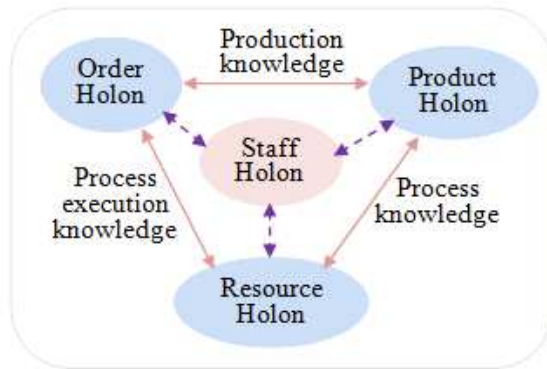 Order
Holon
Production
knowledge
Product
Holon
Staff
Holon
Process
execution
knowledge
Process
knowledge
Resource
Holon